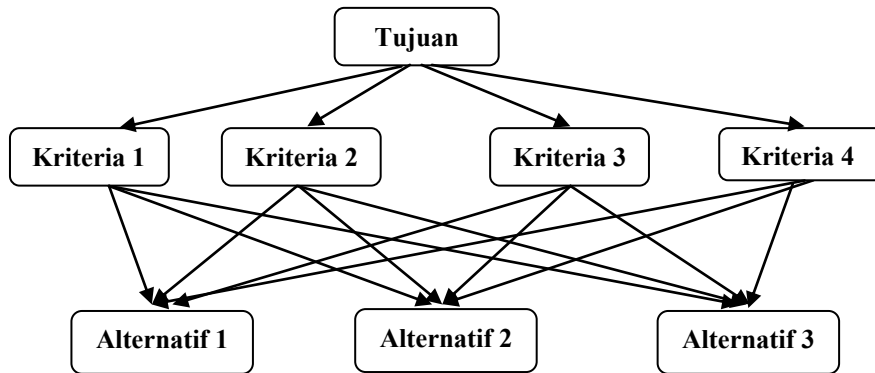 Tujuan
Kriteria 1
Kriteria 2
Kriteria 3
Kriteria 4
Alternatif 1
Alternatif 2
Alternatif 3